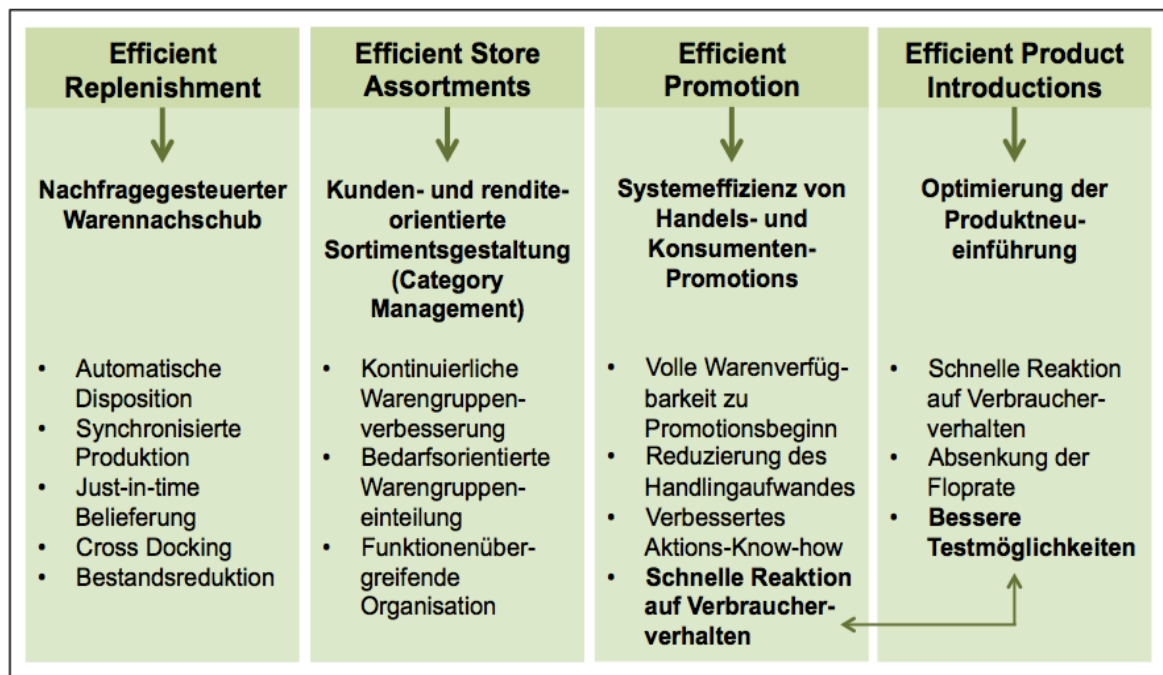 Efficient
Replenishment
Nachfragegesteuerter
Warennachschub
• Automatische
Disposition
• Synchronisierte
Produktion
• Just-in-time
Belieferung
• Cross Docking
• Bestandsreduktion
Efficient Store
Assortments
Kunden- und rendite-
orientierte
Sortimentsgestaltung
(Category
Management)
• Kontinuierliche
Warengruppen-
verbesserung
• Bedarfsorientierte
Warengruppen-
einteilung
• Funktionenüber-
greifende
Organisation
Efficient
Promotion
Systemeffizienz von
Handels- und
Konsumenten-
Promotions
• Volle Warenverfüg-
barkeit zu
Promotionsbeginn
• Reduzierung des
Handlingaufwandes
• Verbessertes
Aktions-Know-how
• Schnelle Reaktion
auf Verbraucher-
verhalten
Efficient Product
Introductions
Optimierung der
Produktneu-
einführung
• Schnelle Reaktion
auf Verbraucher-
verhalten
• Absenkung der
Floprate
• Bessere
Testmöglichkeiten